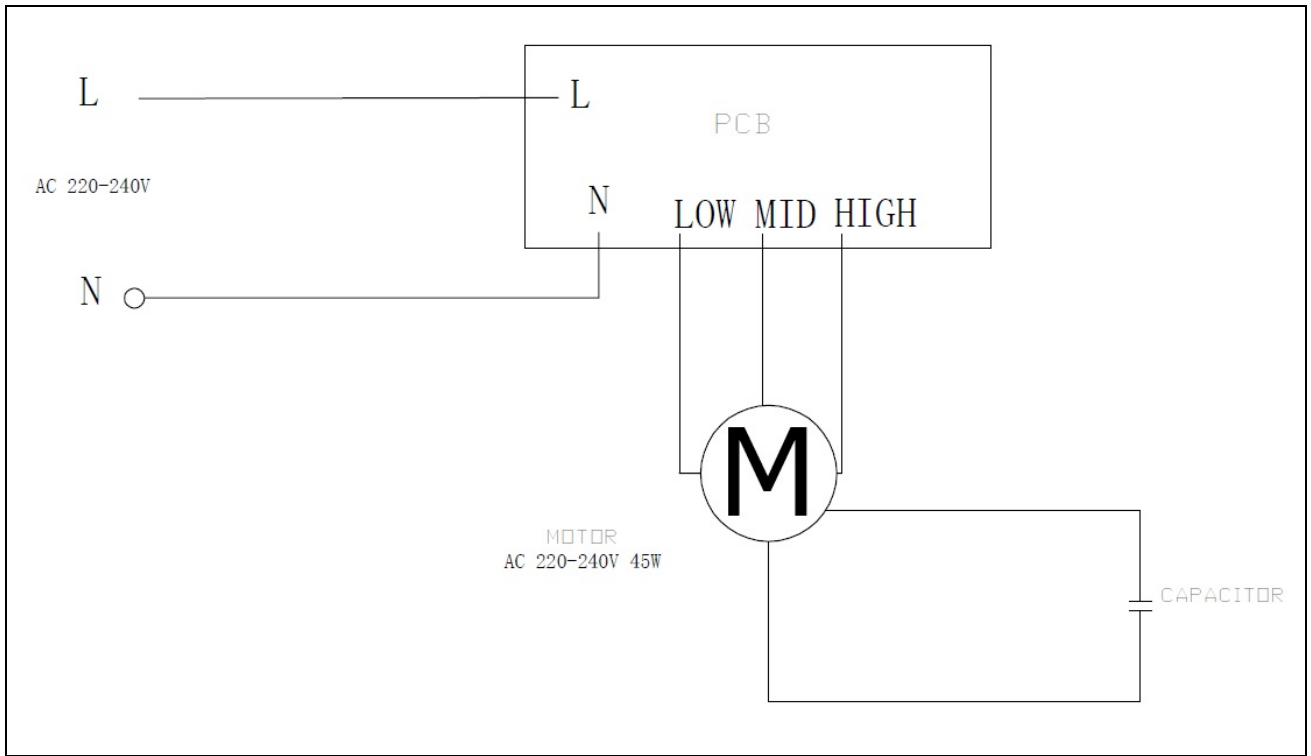 L
L
PCB
AC 220-240V
N
LOW MID HIGH
N
M
MOTOR
AC 220-240V 45W
CAPACITOR